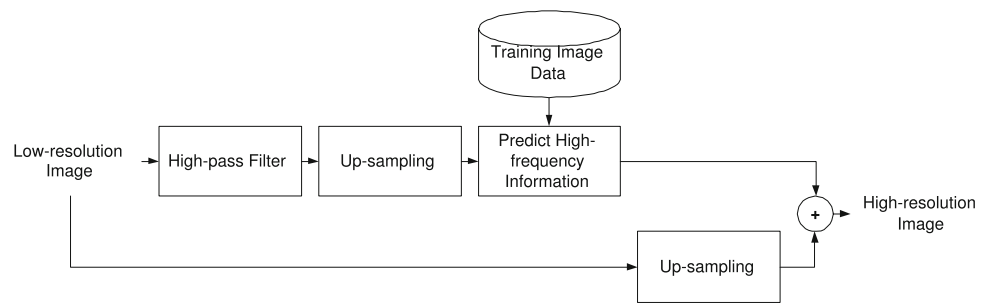 Training Image
Data
Low-resolution
Image
High-pass Filter
Up-sampling
Predict High-
frequency
Information
+
High-resolution
Image
Up-sampling